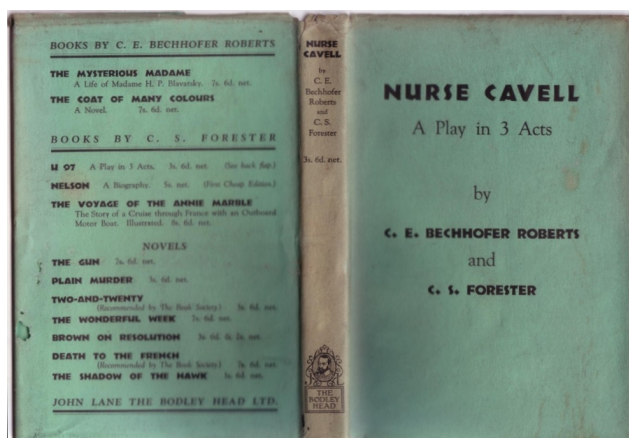 BOOKS BY C. E. BECHHOFER ROBERTS
THE MYSTERIOUS MADAME
A Life of Madame H. P. Blavatsky. 7s. 6d. net.
THE COAT OF MANY COLOURS
A Novel. 7s. 6d. net.
BOOKS BY C. S. FORESTER
U 97 A Play in 3 Acts. 3s. 6d. net. (See back flap.)
NELSON A Biography. 5s. net. (First Cheap Edition.)
THE VOYAGE OF THE ANNIE MARBLE
The Story of a Cruise through France with an Outboard
Motor Boat. Illustrated. 8s. 6d. net.
NOVELS
THE GUN 7s. 6d. net.
PLAIN MURDER 3s. 6d. net.
TWO-AND-TWENTY
(Recommended by The Book Society.) 3s. 6d. net.
THE WONDERFUL WEEK 2s. 6d. net.
BROWN ON RESOLUTION 3s. 6d. & 2s. net.
DEATH TO THE FRENCH
(Recommended by The Book Society.) 7s. 6d. net.
THE SHADOW OF THE HAWK 3s. 6d. net.
JOHN LANE THE BODLEY HEAD LTD.
NURSE
CAVELL
by
C. E.
Bechhofer
Roberts
and
C. S.
Forester
3s. 6d. net.
THE
BODLEY
HEAD
NURSE CAVELL
A Play in 3 Acts
by
C. E. BECHHOFER ROBERTS
and
C. S. FORESTER